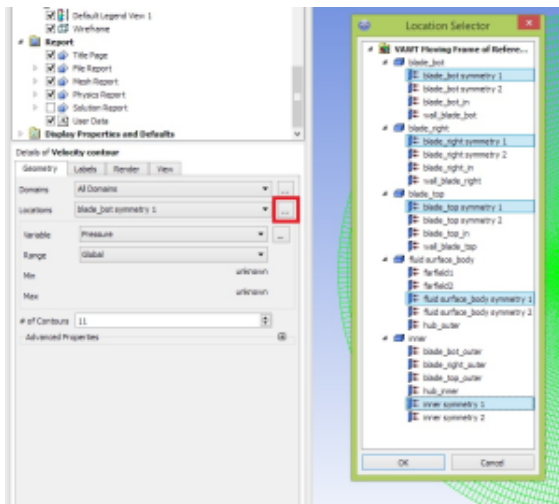 Default Legend View 1
Wireframe
Report
Title Page
File Report
Mesh Report
Physics Report
Solution Report
User Data
Display Properties and Defaults
Details of Velocity contour
Geometry Labels Render View
Domains All Domains ...
Locations blade_bot symmetry 1 ...
Variable Pressure ...
Range Global
Min unknown
Max unknown
# of Contours 11
Advanced Properties
Location Selector
VAWT Moving Frame of Refere...
blade_bot
blade_bot symmetry 1
blade_bot symmetry 2
blade_bot_in
wall_blade_bot
blade_right
blade_right symmetry 1
blade_right symmetry 2
blade_right_in
wall_blade_right
blade_top
blade_top symmetry 1
blade_top symmetry 2
blade_top_in
wall_blade_top
fluid surface_body
farfield1
farfield2
fluid surface_body symmetry 1
fluid surface_body symmetry 2
hub_outer
inner
blade_bot_outer
blade_right_outer
blade_top_outer
hub_inner
inner symmetry 1
inner symmetry 2
OK Cancel